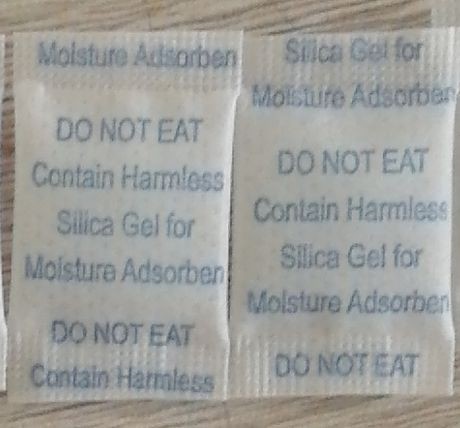 Moisture Adsorben
DO NOT EAT
Contain Harmless
Silica Gel for
Moisture Adsorben
DO NOT EAT
Contain Harmless
Silica Gel for
Moisture Adsorben
DO NOT EAT
Contain Harmless
Silica Gel for
Moisture Adsorben
DO NOT EAT